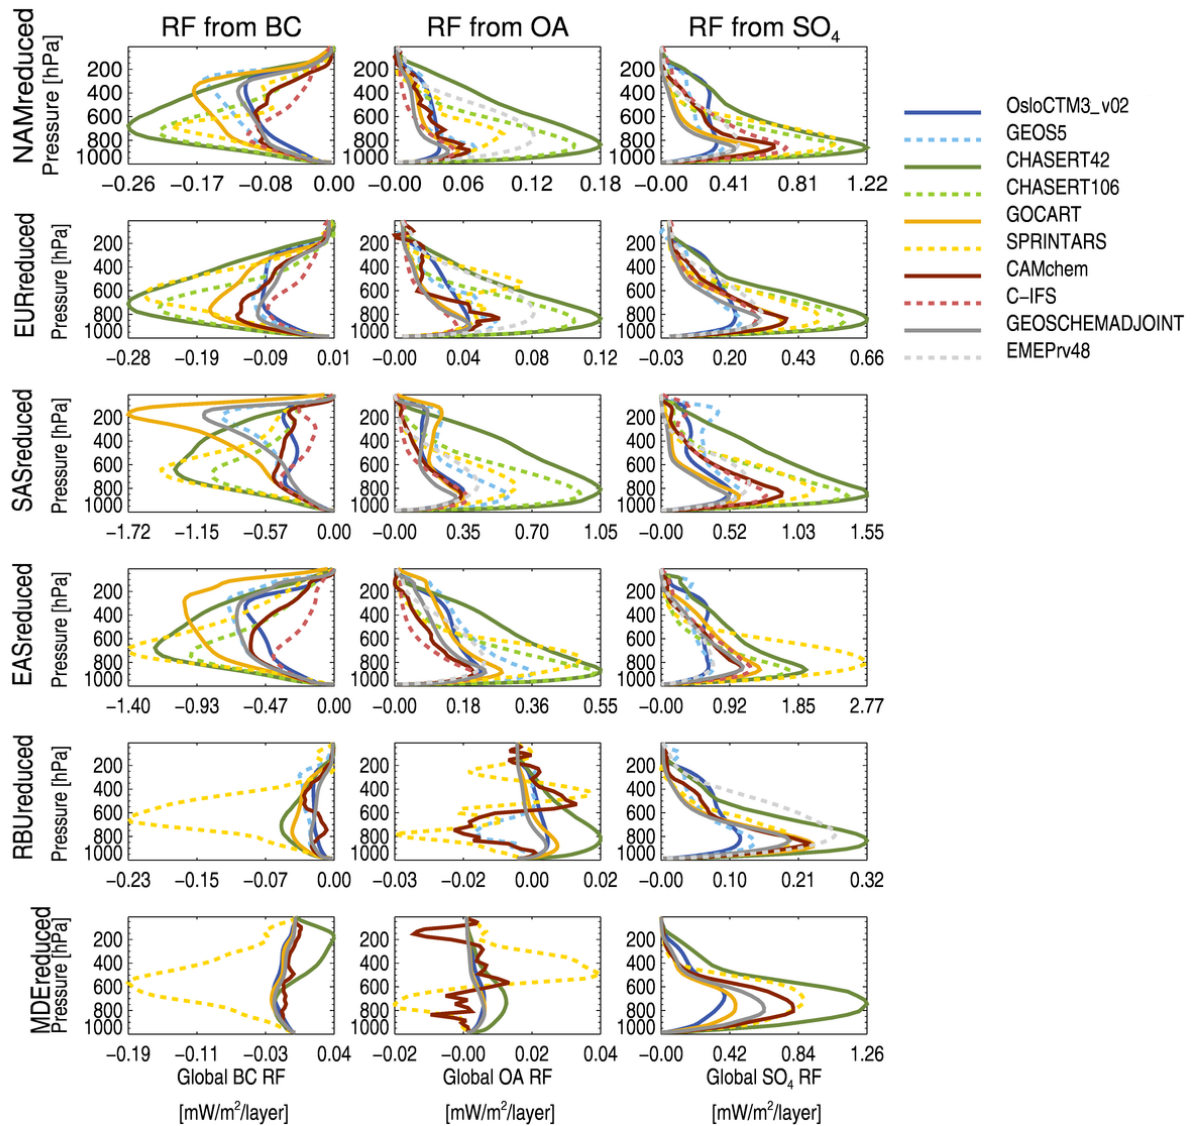 RF from BC RF from OA RF from SO4
NAMreduced
Pressure [hPa]
200
400
600
800
1000
−0.26 −0.17 −0.08 0.00 −0.00 0.06 0.12 0.18 −0.00 0.41 0.81 1.22
EURreduced
Pressure [hPa]
200
400
600
800
1000
−0.28 −0.19 −0.09 0.01 −0.00 0.04 0.08 0.12 −0.03 0.20 0.43 0.66
SASreduced
Pressure [hPa]
200
400
600
800
1000
−1.72 −1.15 −0.57 0.00 −0.00 0.35 0.70 1.05 −0.00 0.52 1.03 1.55
EASreduced
Pressure [hPa]
200
400
600
800
1000
−1.40 −0.93 −0.47 0.00 −0.00 0.18 0.36 0.55 −0.00 0.92 1.85 2.77
RBUreduced
Pressure [hPa]
200
400
600
800
1000
−0.23 −0.15 −0.07 0.00 −0.03 −0.02 0.00 0.02 −0.00 0.10 0.21 0.32
MDEreduced
Pressure [hPa]
200
400
600
800
1000
−0.19 −0.11 −0.03 0.04 −0.02 −0.00 0.02 0.04 −0.00 0.42 0.84 1.26
Global BC RF Global OA RF Global SO4 RF
[mW/m2/layer] [mW/m2/layer] [mW/m2/layer]
OsloCTM3_v02
GEOS5
CHASERT42
CHASERT106
GOCART
SPRINTARS
CAMchem
C−IFS
GEOSCHEMADJOINT
EMEPrv48